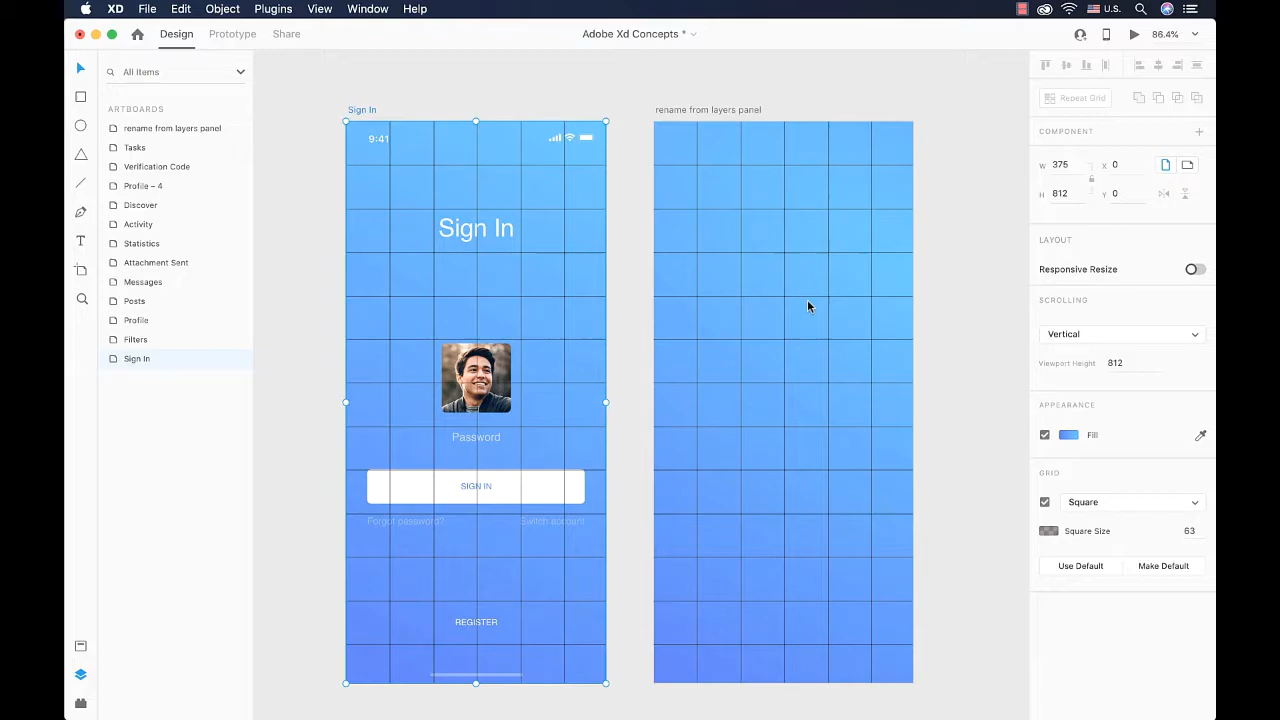 XD File Edit Object Plugins View Window Help U.S.
Design Prototype Share Adobe Xd Concepts * 86.4%
All Items
ARTBOARDS
rename from layers panel
Tasks
Verification Code
Profile – 4
Discover
Activity
Statistics
Attachment Sent
Messages
Posts
Profile
Filters
Sign In
Sign In
9:41
Sign In
Password
SIGN IN
Forgot password? Switch account
REGISTER
rename from layers panel
Repeat Grid
COMPONENT
W 375 X 0
H 812 Y 0
LAYOUT
Responsive Resize
SCROLLING
Vertical
Viewport Height 812
APPEARANCE
Fill
GRID
Square
Square Size 63
Use Default Make Default